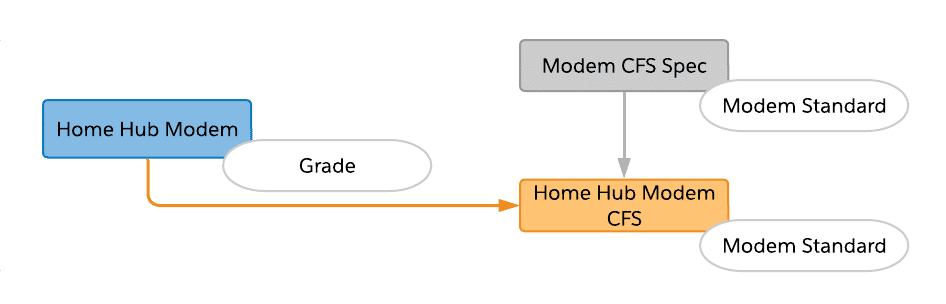 Modem CFS Spec
Modem Standard
Home Hub Modem
Grade
Home Hub Modem
CFS
Modem Standard